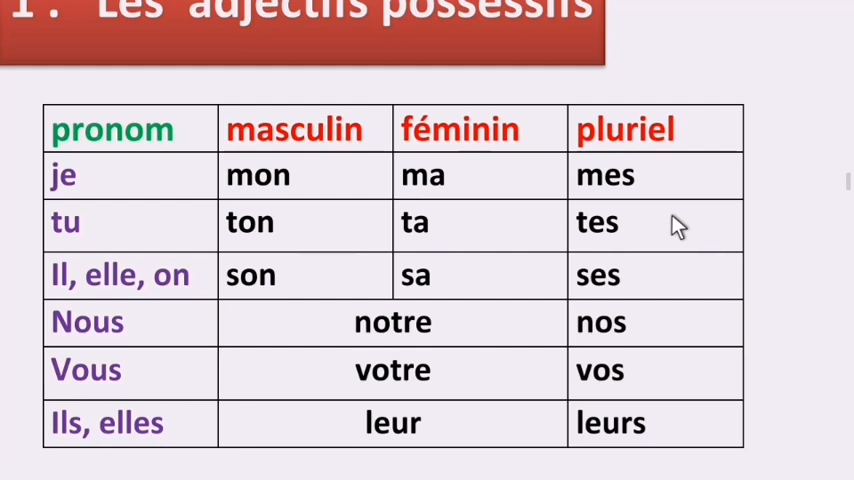 1 : Les adjectifs possessifs
pronom masculin féminin pluriel
je mon ma mes
tu ton ta tes
Il, elle, on son sa ses
Nous notre nos
Vous votre vos
Ils, elles leur leurs